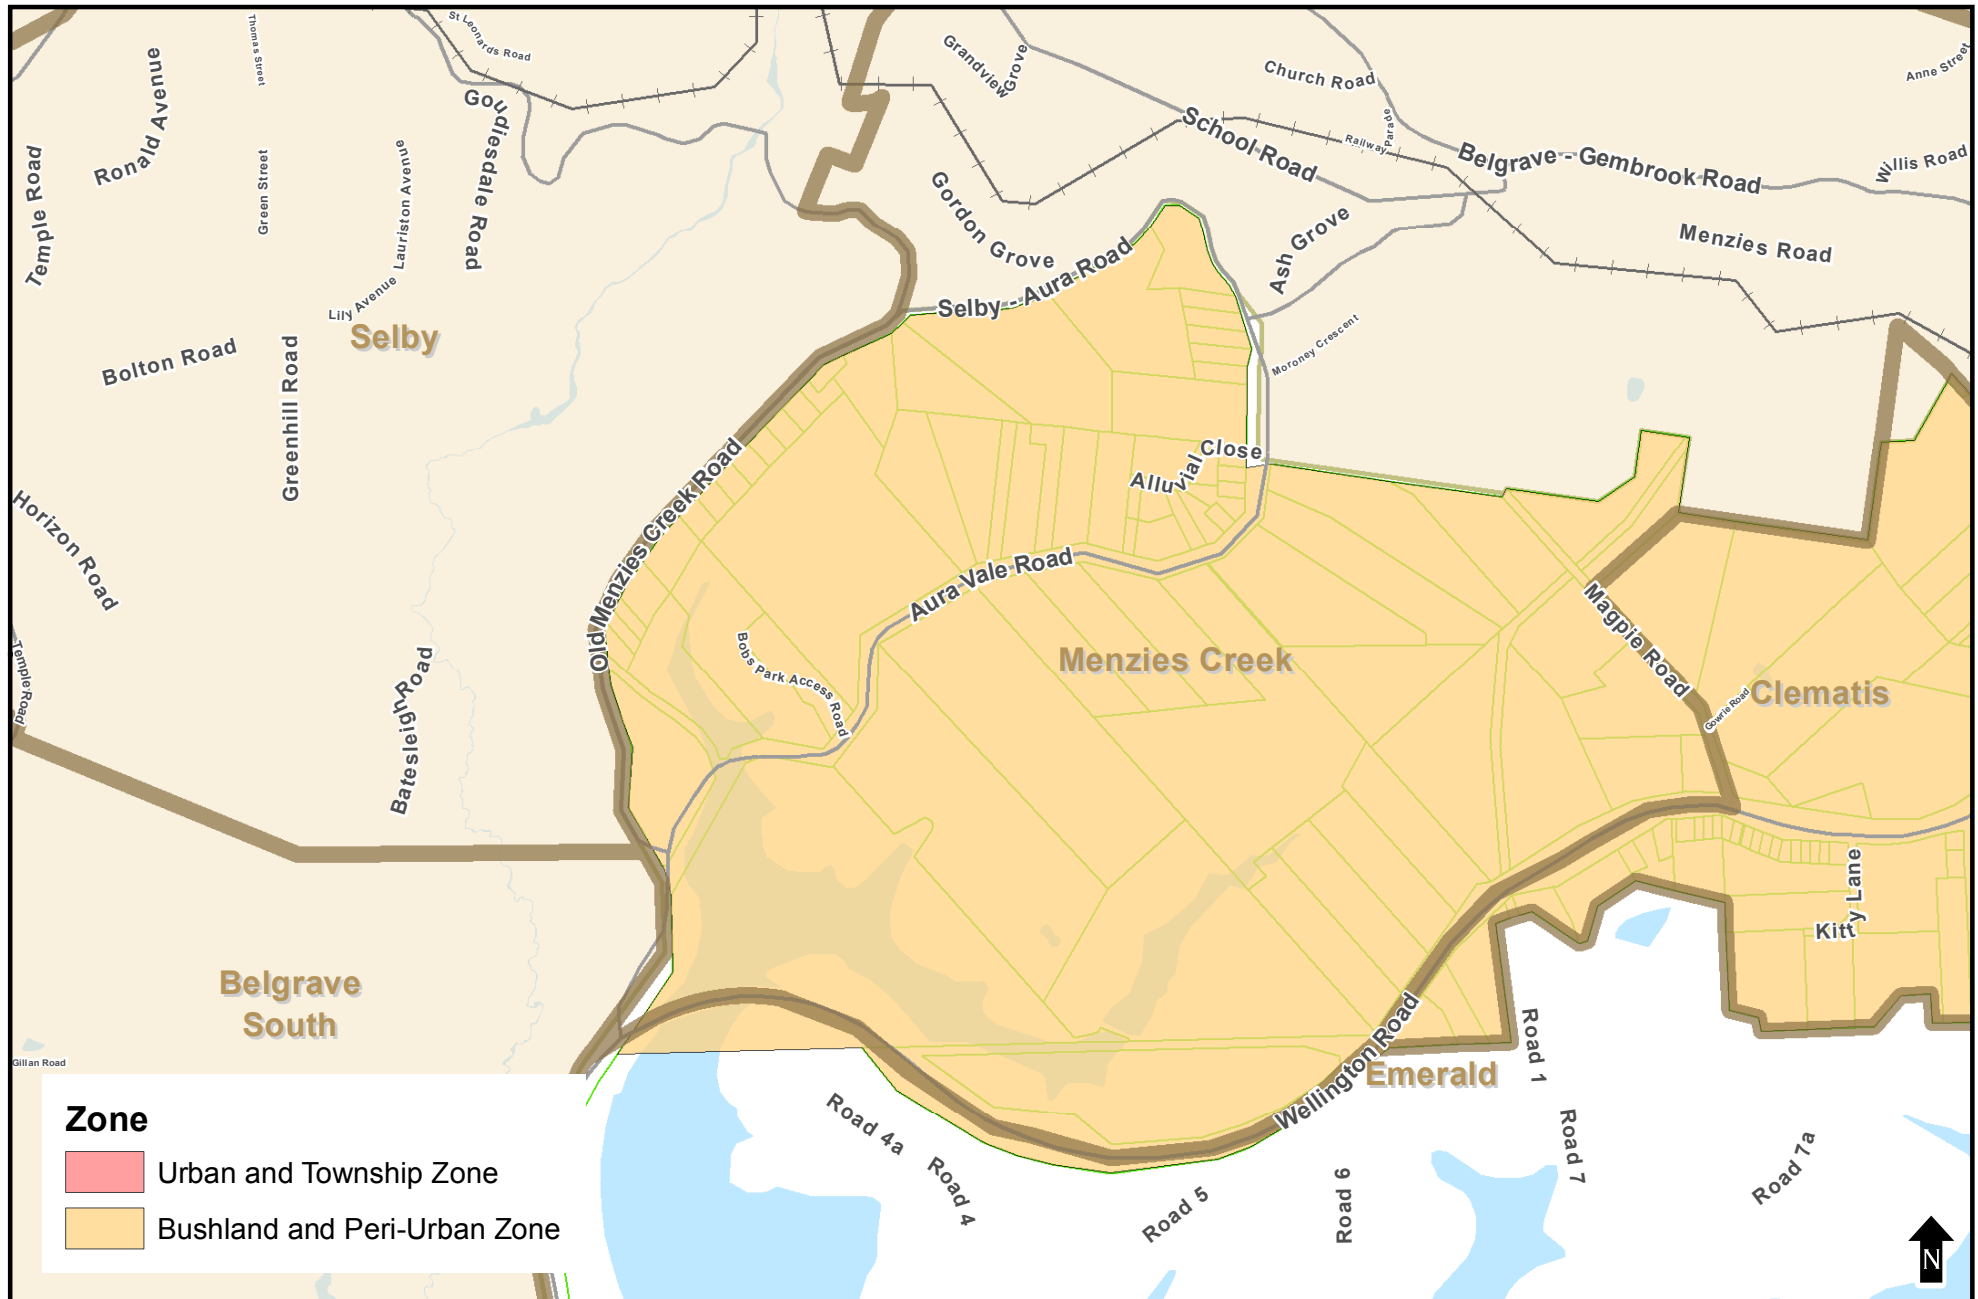 St Leonards Road
Thomas Street
Ronald Avenue
Goudiesdale Road
Temple Road
Green Street
Lauriston Avenue
Lily Avenue
Selby
Bolton Road
Greenhill Road
Horizon Road
Temple Road
Batesleigh Road
Belgrave
South
Gillan Road
Grandview Grove
Church Road
Anne Street
School Road
Railway Parade
Belgrave - Gembrook Road
Willis Road
Gordon Grove
Ash Grove
Menzies Road
Selby - Aura Road
Moroney Crescent
Old Menzies Creek Road
Alluvial Close
Aura Vale Road
Bobs Park Access Road
Menzies Creek
Magpie Road
Gowrie Road
Clematis
Kitty Lane
Wellington Road
Emerald
Road 1
Road 4a
Road 4
Road 5
Road 6
Road 7
Road 7a
Zone
Urban and Township Zone
Bushland and Peri-Urban Zone
N